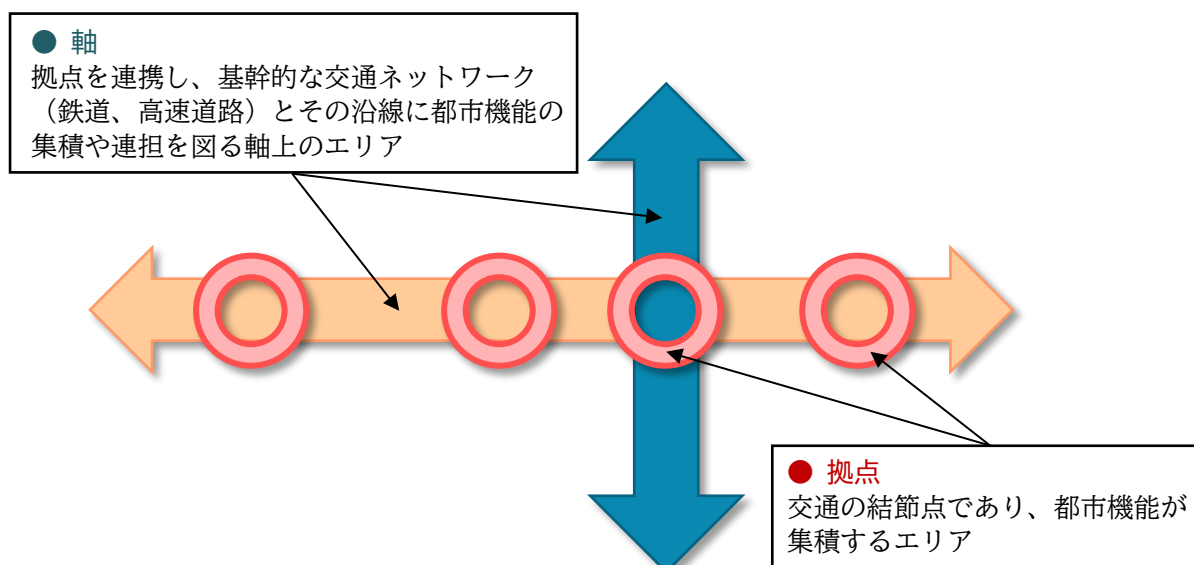 ● 軸
拠点を連携し、基幹的な交通ネットワーク
（鉄道、高速道路）とその沿線に都市機能の
集積や連担を図る軸上のエリア
● 拠点
交通の結節点であり、都市機能が
集積するエリア